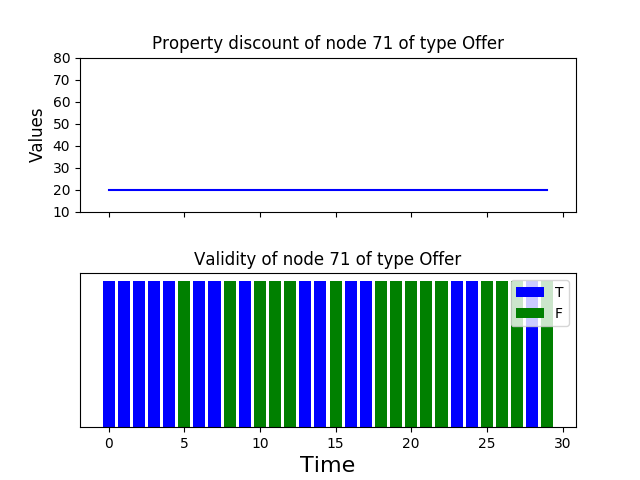 Property discount of node 71 of type Offer
80
70
60
50
40
30
20
10
Values
Validity of node 71 of type Offer
T
F
0 5 10 15 20 25 30
Time